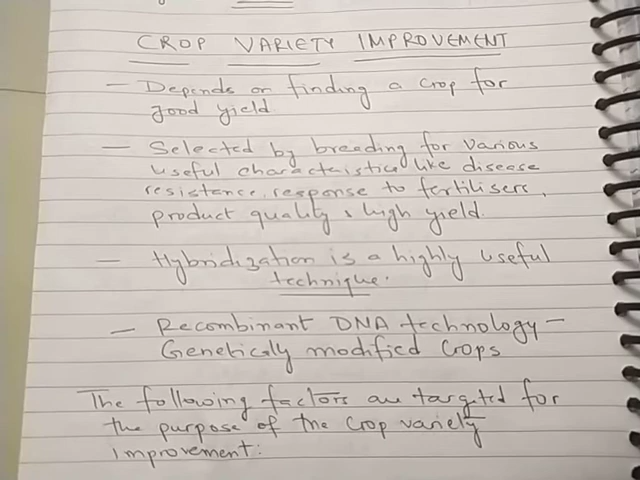 CROP VARIETY IMPROVEMENT
- Depends on finding a crop for
good yield
- Selected by breeding for various
useful characteristics like disease
resistance, response to fertilisers,
product quality & high yield.
- Hybridization is a highly useful
technique.
- Recombinant DNA technology -
Genetically modified Crops
The following factors are targeted for
the purpose of the Crop variety
improvement: